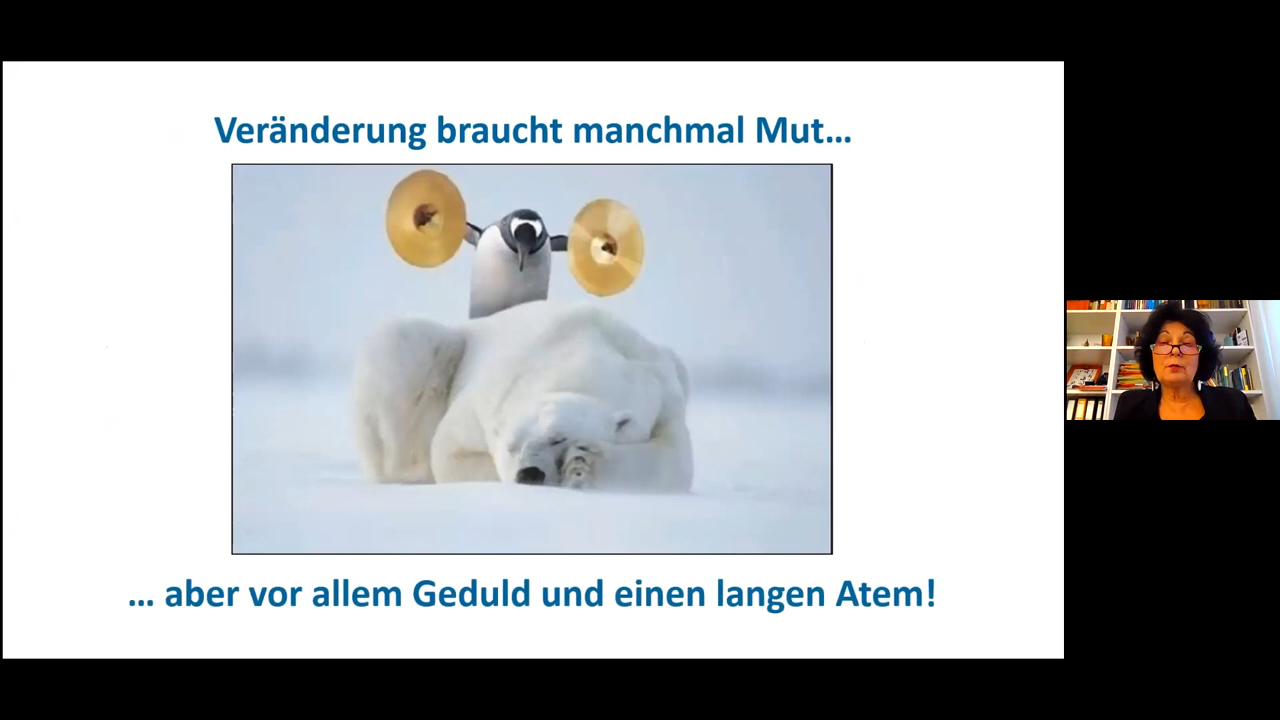 Veränderung braucht manchmal Mut…
… aber vor allem Geduld und einen langen Atem!